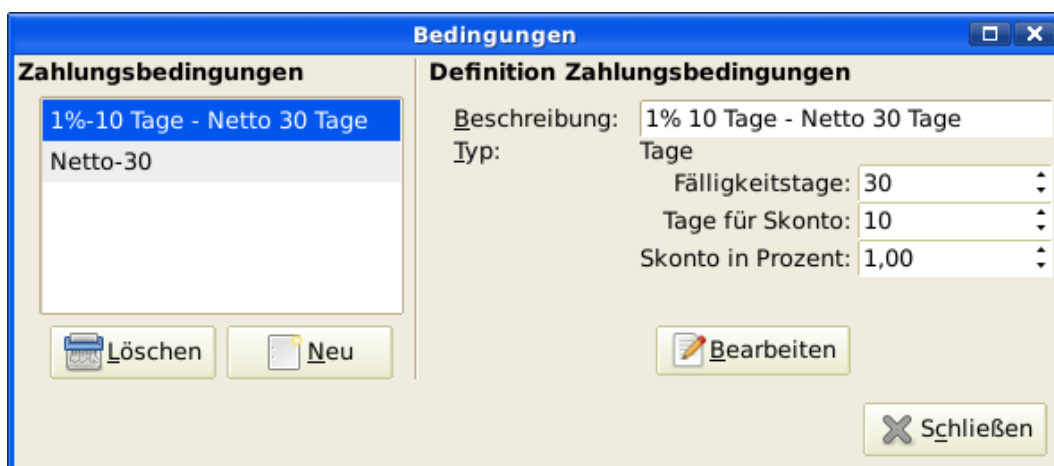 Bedingungen
Zahlungsbedingungen
1%-10 Tage - Netto 30 Tage
Netto-30
Löschen
Neu
Definition Zahlungsbedingungen
Beschreibung: 1% 10 Tage - Netto 30 Tage
Typ: Tage
Fälligkeitstage: 30
Tage für Skonto: 10
Skonto in Prozent: 1,00
Bearbeiten
Schließen